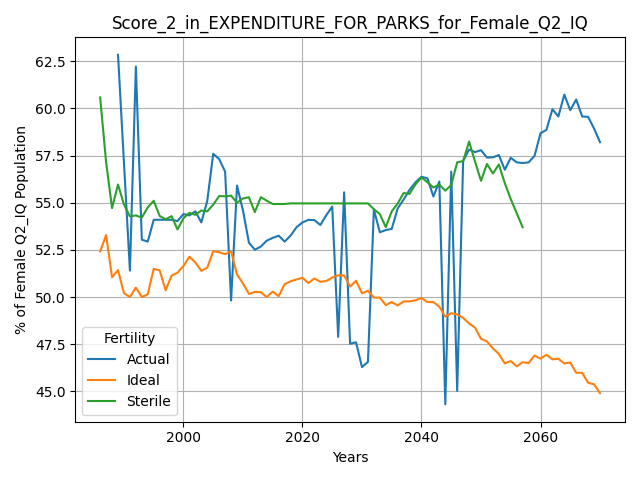 Score_2_in_EXPENDITURE_FOR_PARKS_for_Female_Q2_IQ
% of Female Q2_IQ Population
62.5
60.0
57.5
55.0
52.5
50.0
47.5
45.0
Fertility
Actual
Ideal
Sterile
2000
2020
2040
2060
Years